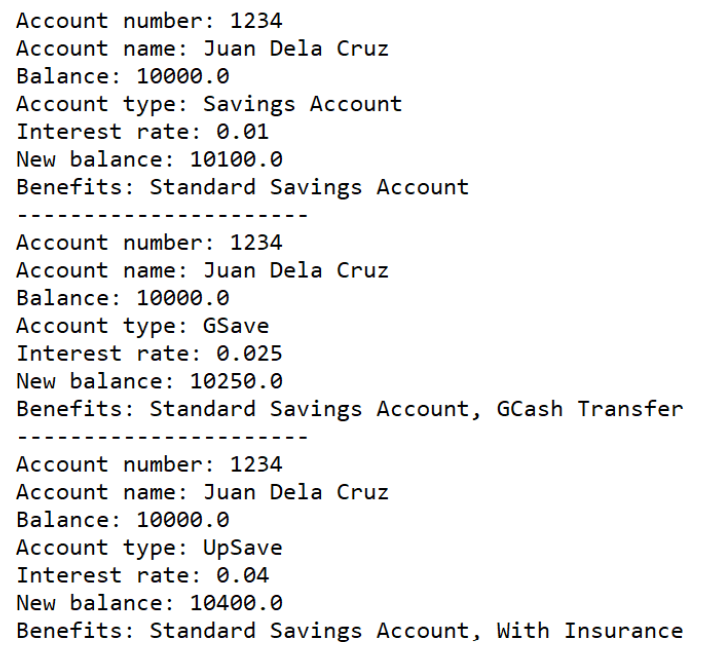 Account number: 1234
Account name: Juan Dela Cruz
Balance: 10000.0
Account type: Savings Account
Interest rate: 0.01
New balance: 10100.0
Benefits: Standard Savings Account
----------------------
Account number: 1234
Account name: Juan Dela Cruz
Balance: 10000.0
Account type: GSave
Interest rate: 0.025
New balance: 10250.0
Benefits: Standard Savings Account, GCash Transfer
----------------------
Account number: 1234
Account name: Juan Dela Cruz
Balance: 10000.0
Account type: UpSave
Interest rate: 0.04
New balance: 10400.0
Benefits: Standard Savings Account, With Insurance